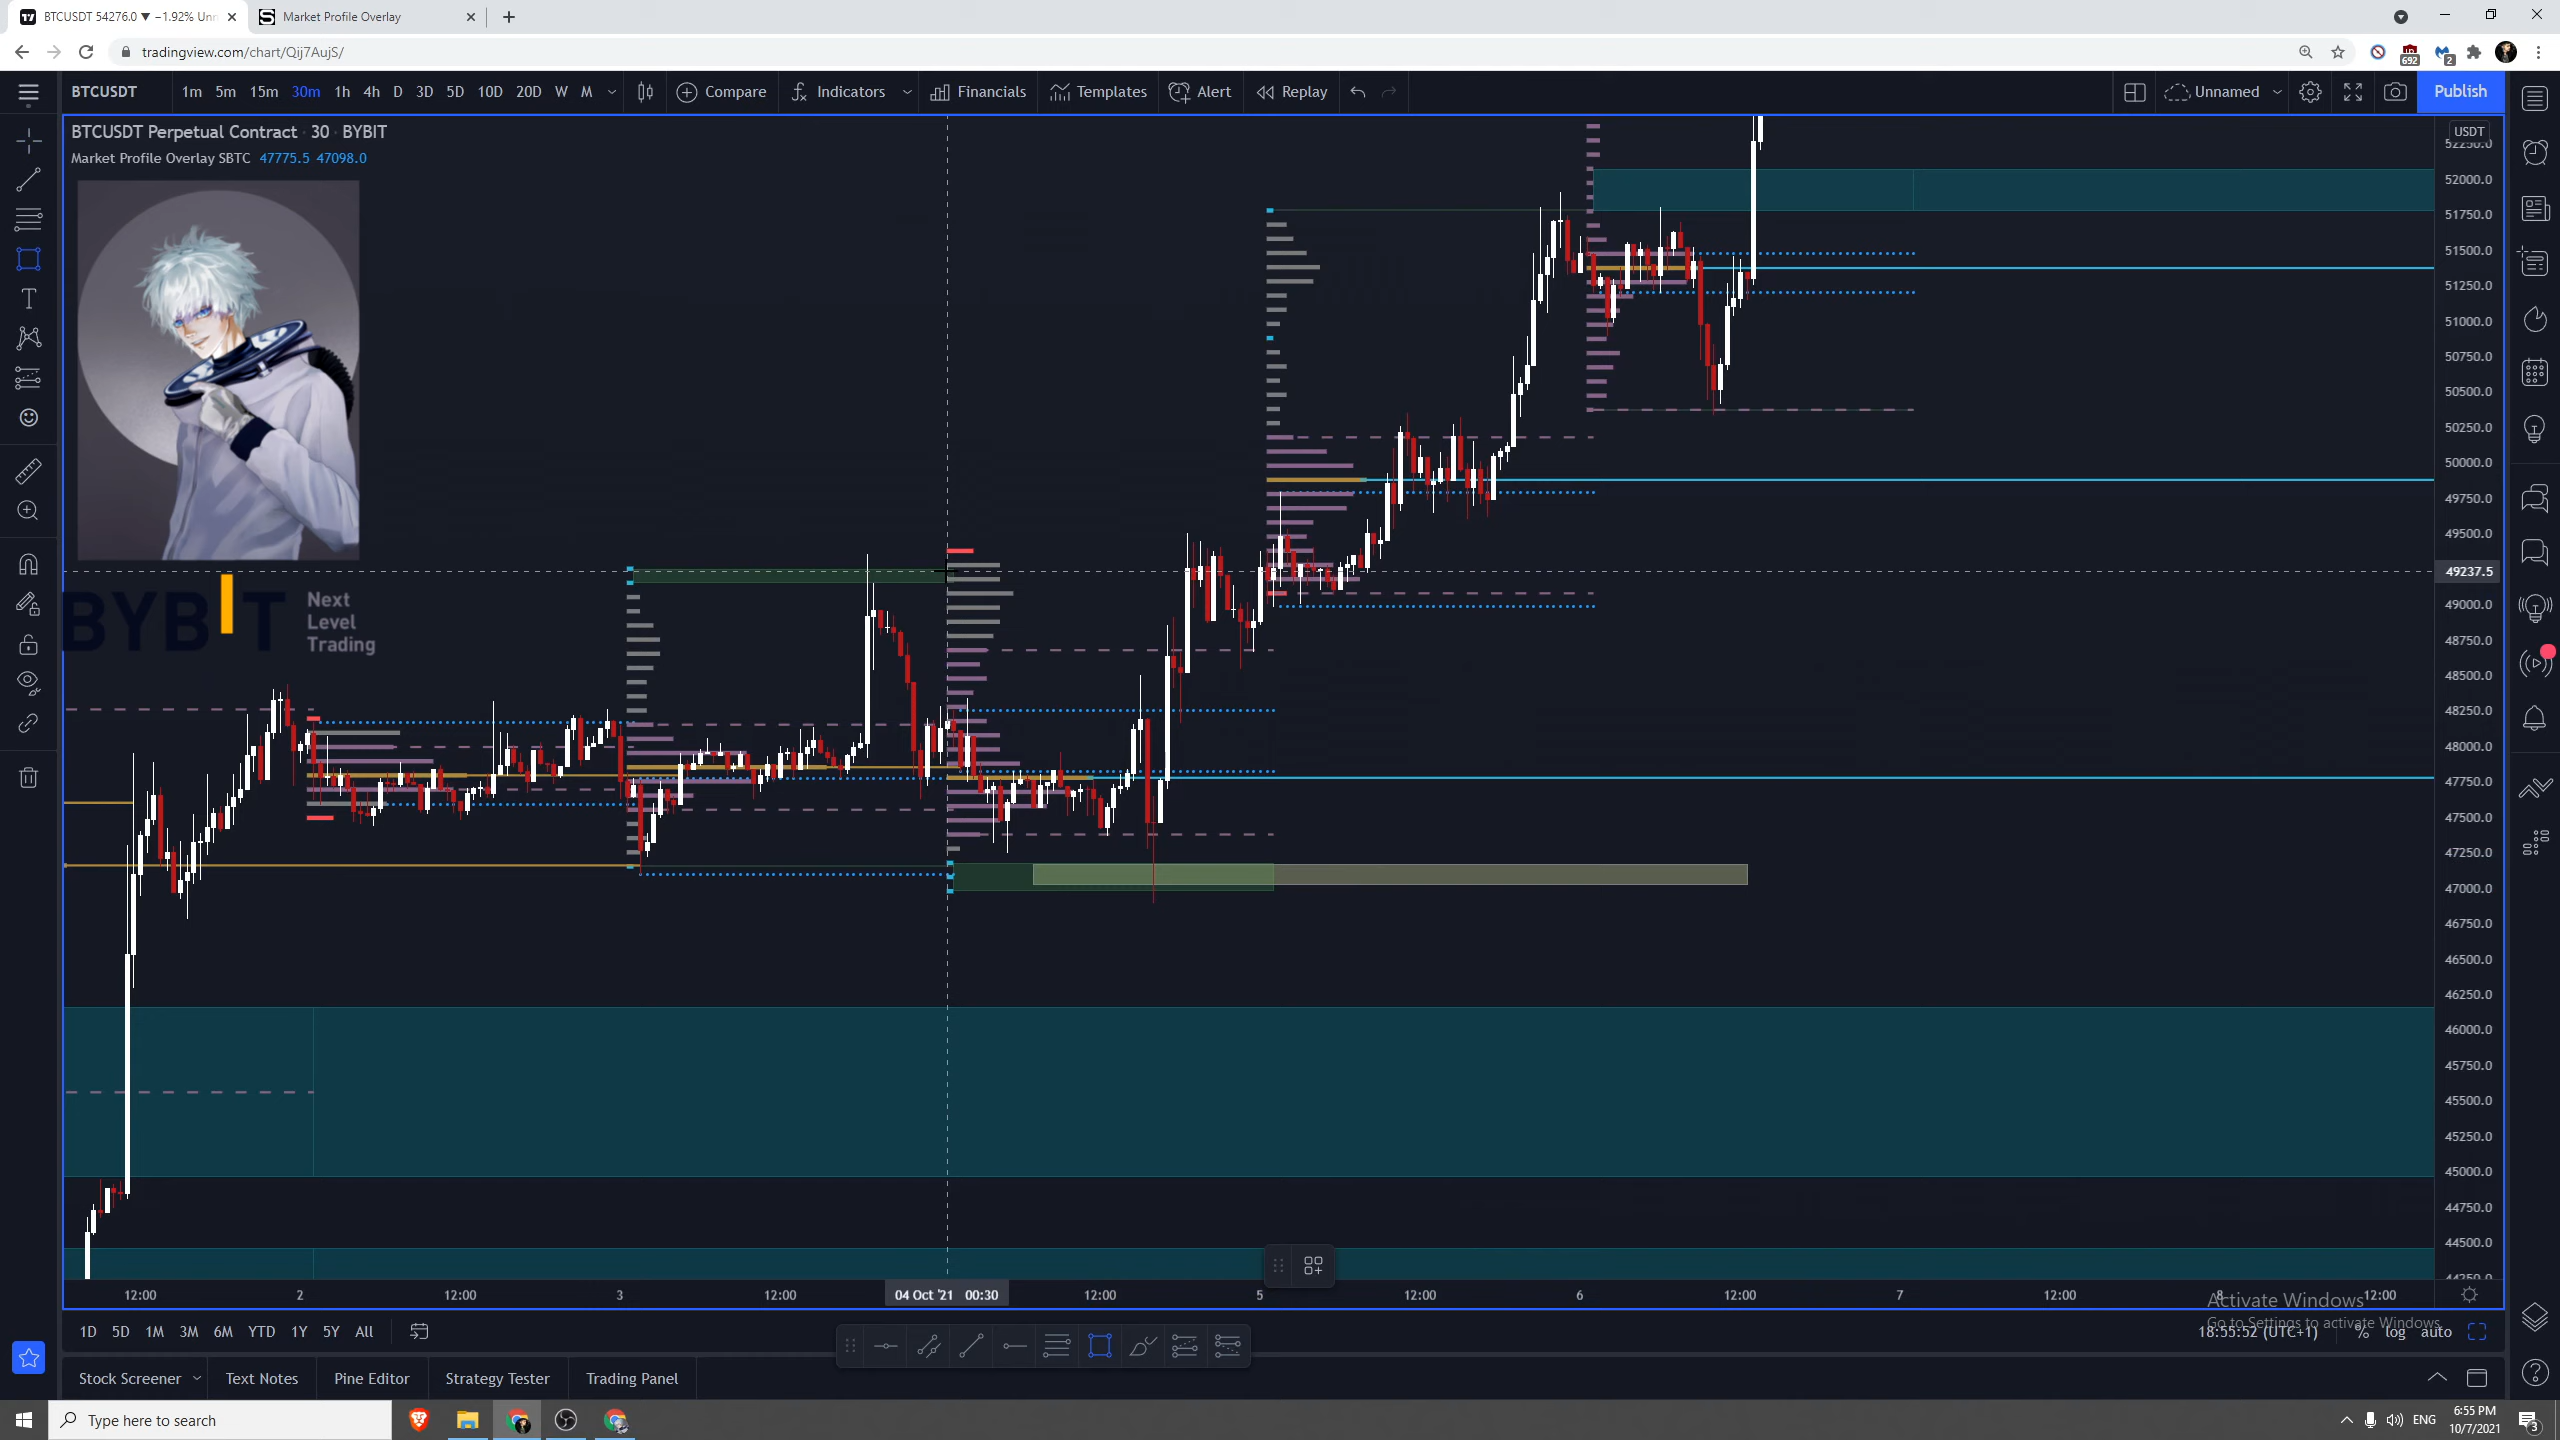 BTCUSDT 54276.0 ▼ −1.92% Unn
Market Profile Overlay
tradingview.com/chart/Qij7AujS/
692
2
BTCUSDT
1m 5m 15m 30m 1h 4h D 3D 5D 10D 20D W M
Compare
Indicators
Financials
Templates
Alert
Replay
Unnamed
Publish
BTCUSDT Perpetual Contract · 30 · BYBIT
Market Profile Overlay SBTC 47775.5 47098.0
BYBIT
Next
Level
Trading
USDT
52250.0
52000.0
51750.0
51500.0
51250.0
51000.0
50750.0
50500.0
50250.0
50000.0
49750.0
49500.0
49237.5
49000.0
48750.0
48500.0
48250.0
48000.0
47750.0
47500.0
47250.0
47000.0
46750.0
46500.0
46250.0
46000.0
45750.0
45500.0
45250.0
45000.0
44750.0
44500.0
44250.0
12:00 2 12:00 3 12:00 04 Oct '21 00:30 12:00 5 12:00 6 12:00 7 12:00 8 12:00
Activate Windows
Go to Settings to activate Windows.
1D 5D 1M 3M 6M YTD 1Y 5Y All
18:55:52 (UTC+1) % log auto
Stock Screener
Text Notes
Pine Editor
Strategy Tester
Trading Panel
Type here to search
ENG
6:55 PM
10/7/2021
3